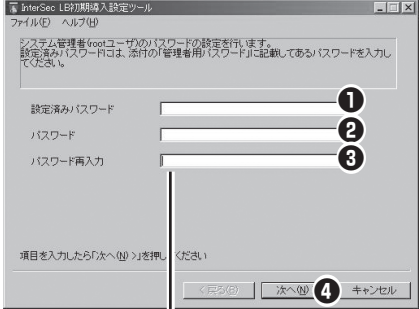 InterSec LB初期導入設定ツール
ファイル(F) ヘルプ(H)
システム管理者(rootユーザ)のパスワードの設定を行います。
設定済みパスワードには、添付の「管理者用パスワード」に記載してあるパスワードを入力し
てください。
設定済みパスワード
1
パスワード
2
パスワード再入力
3
項目を入力したら「次へ(N) >」を押し ください
< 戻る(B)
次へ(N)
4
キャンセル